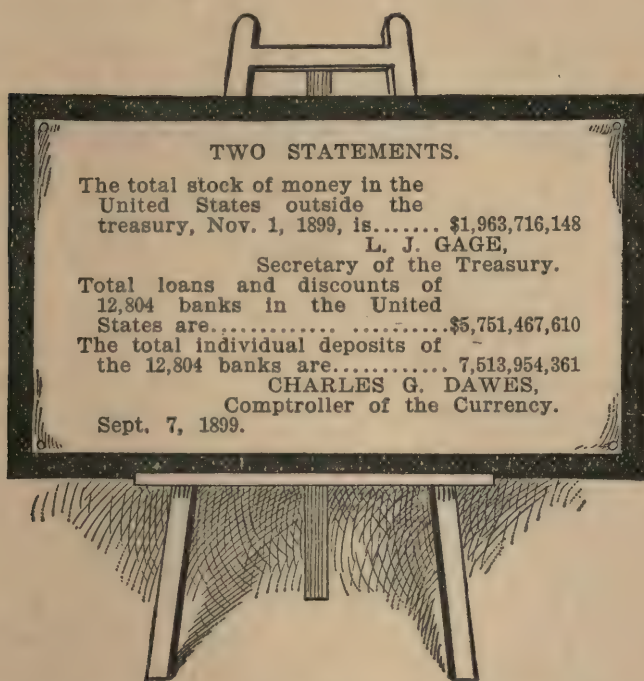 TWO STATEMENTS.
The total stock of money in the
United States outside the
treasury, Nov. 1, 1899, is....... $1,963,716,148
L. J. GAGE,
Secretary of the Treasury.
Total loans and discounts of
12,804 banks in the United
States are............. ..........$5,751,467,610
The total individual deposits of
the 12,804 banks are............ 7,513,954,361
CHARLES G. DAWES,
Comptroller of the Currency.
Sept. 7, 1899.